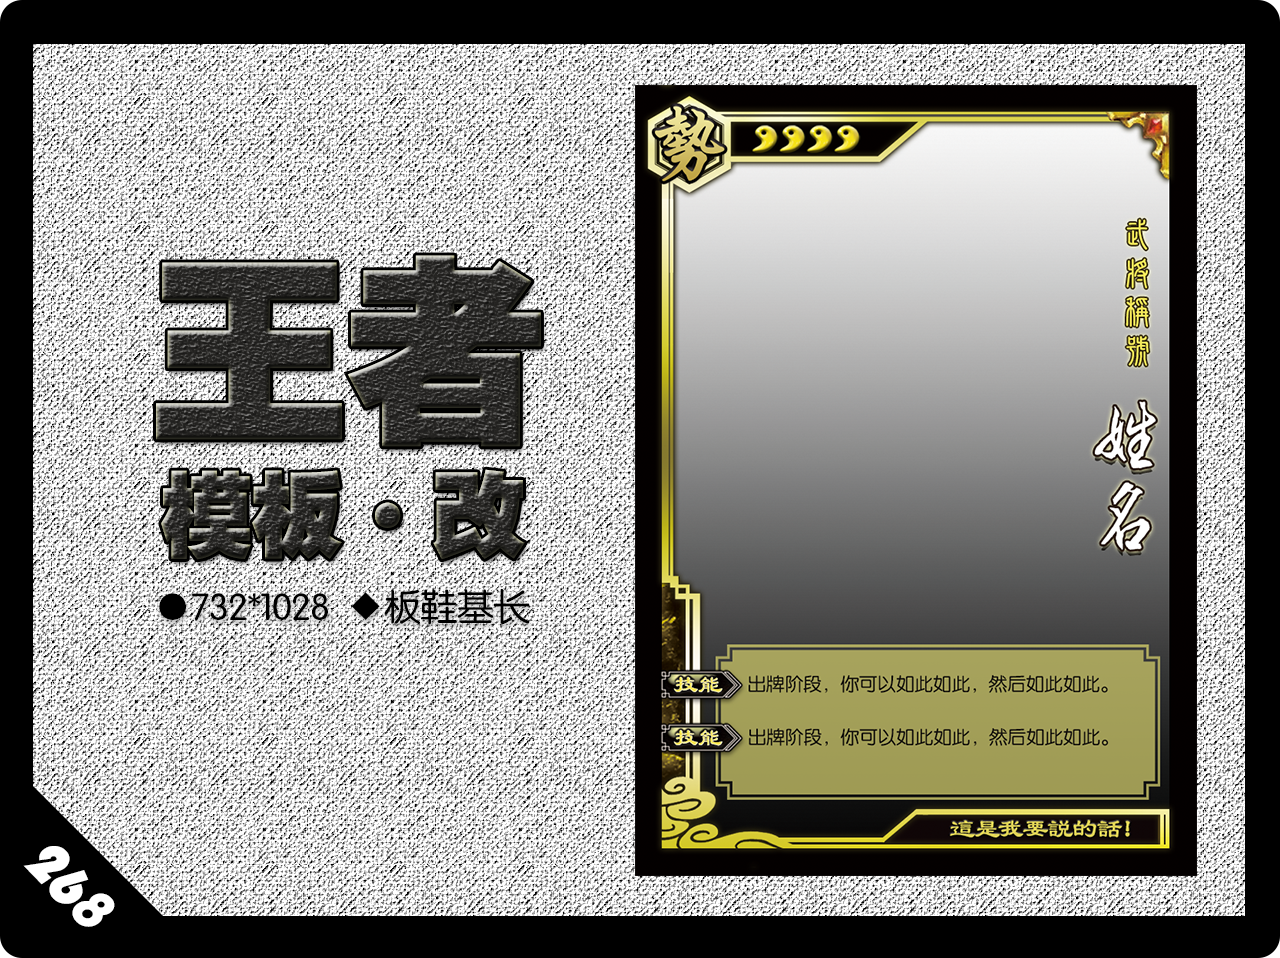 王者
模板·改
●732*1028 ◆板鞋基长
268
勢
武将稱號
姓名
技能 出牌阶段，你可以如此如此，然后如此如此。
技能 出牌阶段，你可以如此如此，然后如此如此。
這是我要説的話！